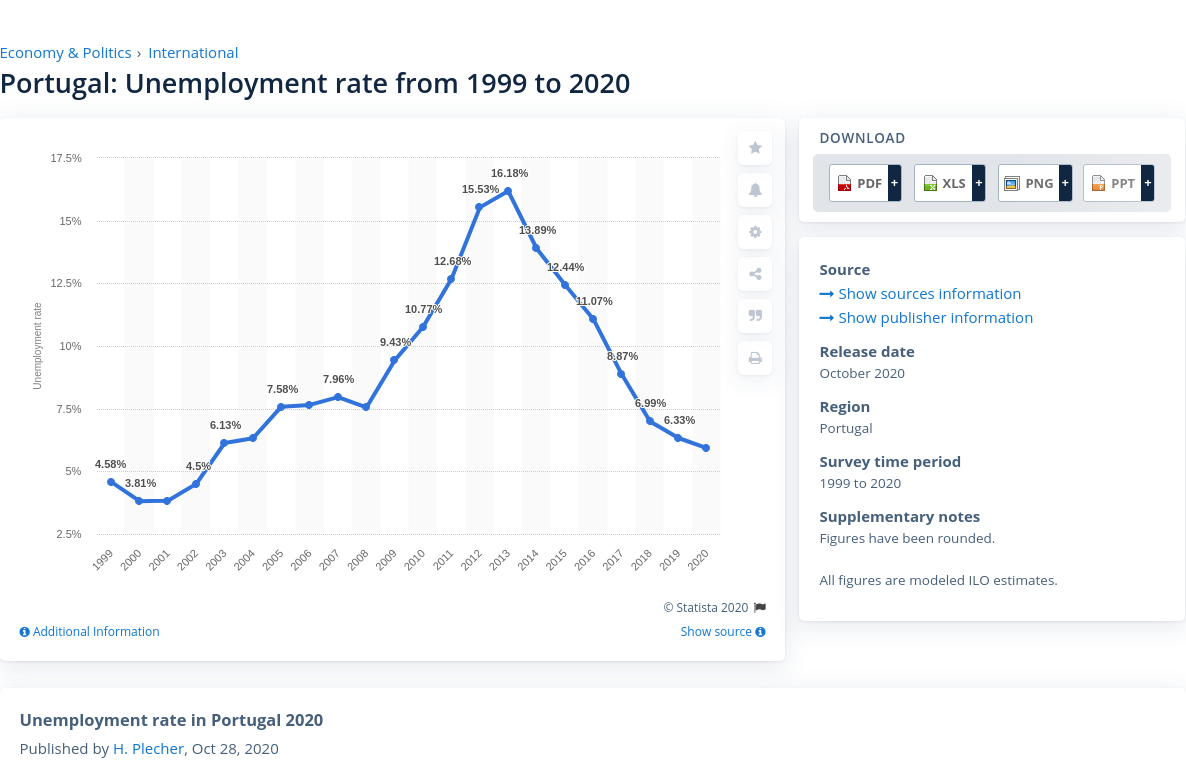 Economy & Politics › International
Portugal: Unemployment rate from 1999 to 2020
17.5%
15%
12.5%
10%
7.5%
5%
2.5%
Unemployment rate
4.58%
3.81%
4.5%
6.13%
7.58%
7.96%
9.43%
10.77%
12.68%
15.53%
16.18%
13.89%
12.44%
11.07%
8.87%
6.99%
6.33%
1999 2000 2001 2002 2003 2004 2005 2006 2007 2008 2009 2010 2011 2012 2013 2014 2015 2016 2017 2018 2019 2020
© Statista 2020
Additional Information
Show source
DOWNLOAD
PDF + XLS + PNG + PPT +
Source
Show sources information
Show publisher information
Release date
October 2020
Region
Portugal
Survey time period
1999 to 2020
Supplementary notes
Figures have been rounded.
All figures are modeled ILO estimates.
Unemployment rate in Portugal 2020
Published by H. Plecher, Oct 28, 2020